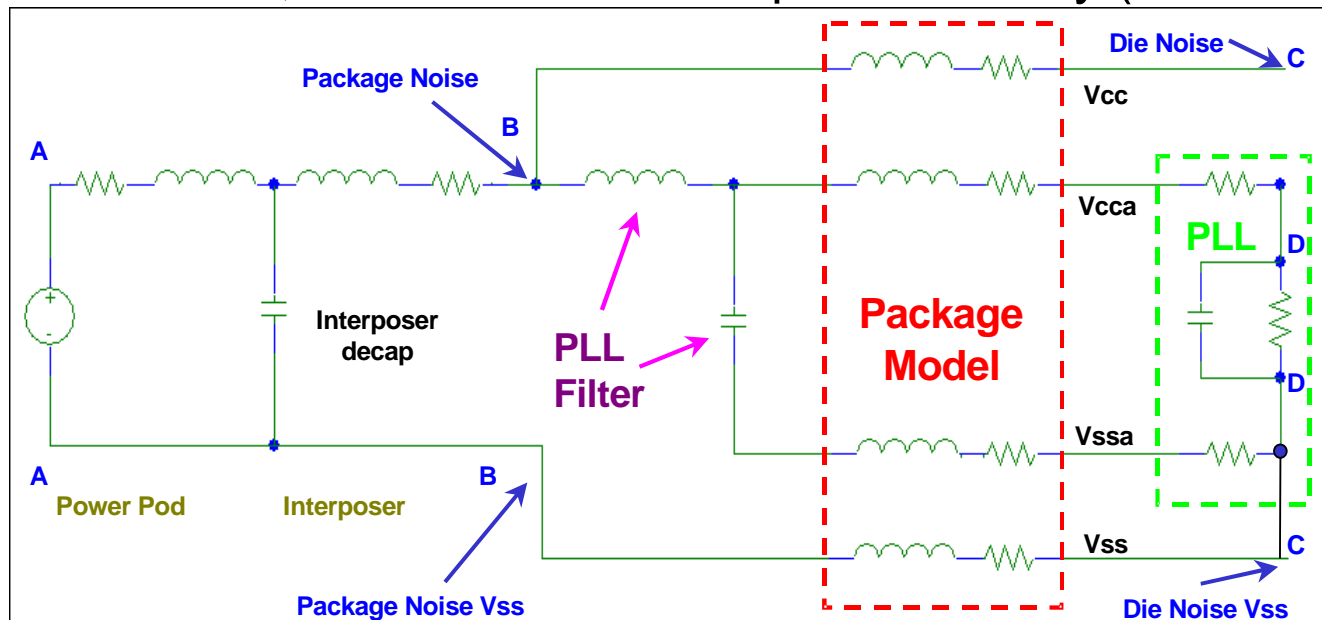 Die Noise
C
Package Noise
Vcc
B
A
Vcca
PLL
D
+
-
Interposer
decap
PLL
Filter
Package
Model
D
Vssa
A
B
Power Pod
Interposer
Vss
C
Package Noise Vss
Die Noise Vss